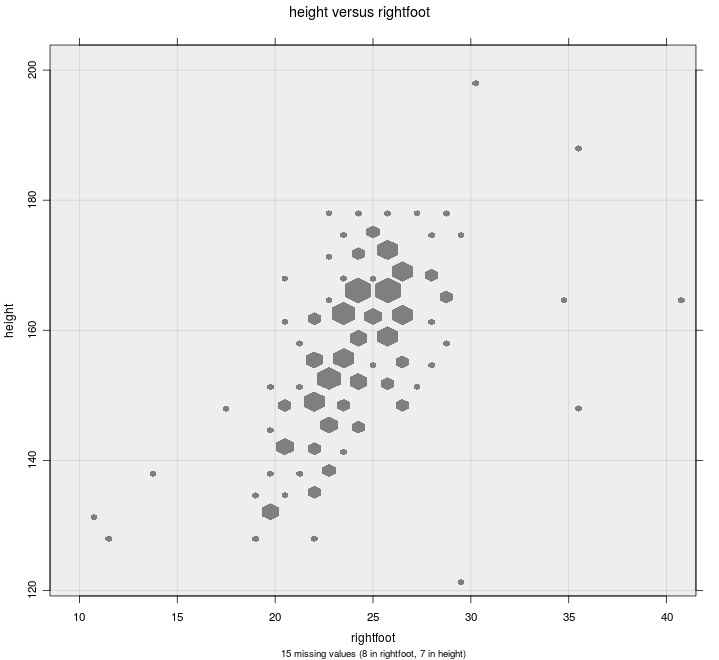 height versus rightfoot
200
180
160
140
120
height
10 15 20 25 30 35 40
rightfoot
15 missing values (8 in rightfoot, 7 in height)